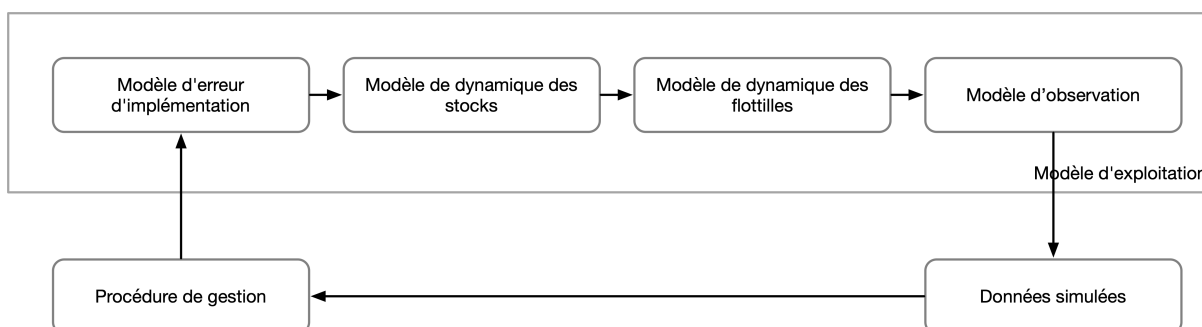 Modèle d'erreur
d'implémentation
Modèle de dynamique des
stocks
Modèle de dynamique des
flottilles
Modèle d’observation
Modèle d'exploitation
Procédure de gestion
Données simulées